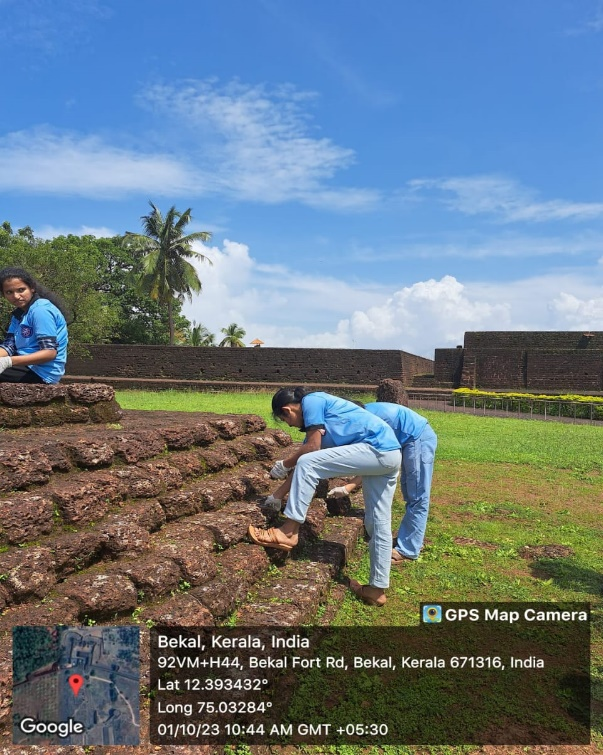 GPS Map Camera
Bekal, Kerala, India
92VM+H44, Bekal Fort Rd, Bekal, Kerala 671316, India
Lat 12.393432°
Long 75.03284°
01/10/23 10:44 AM GMT +05:30
Google